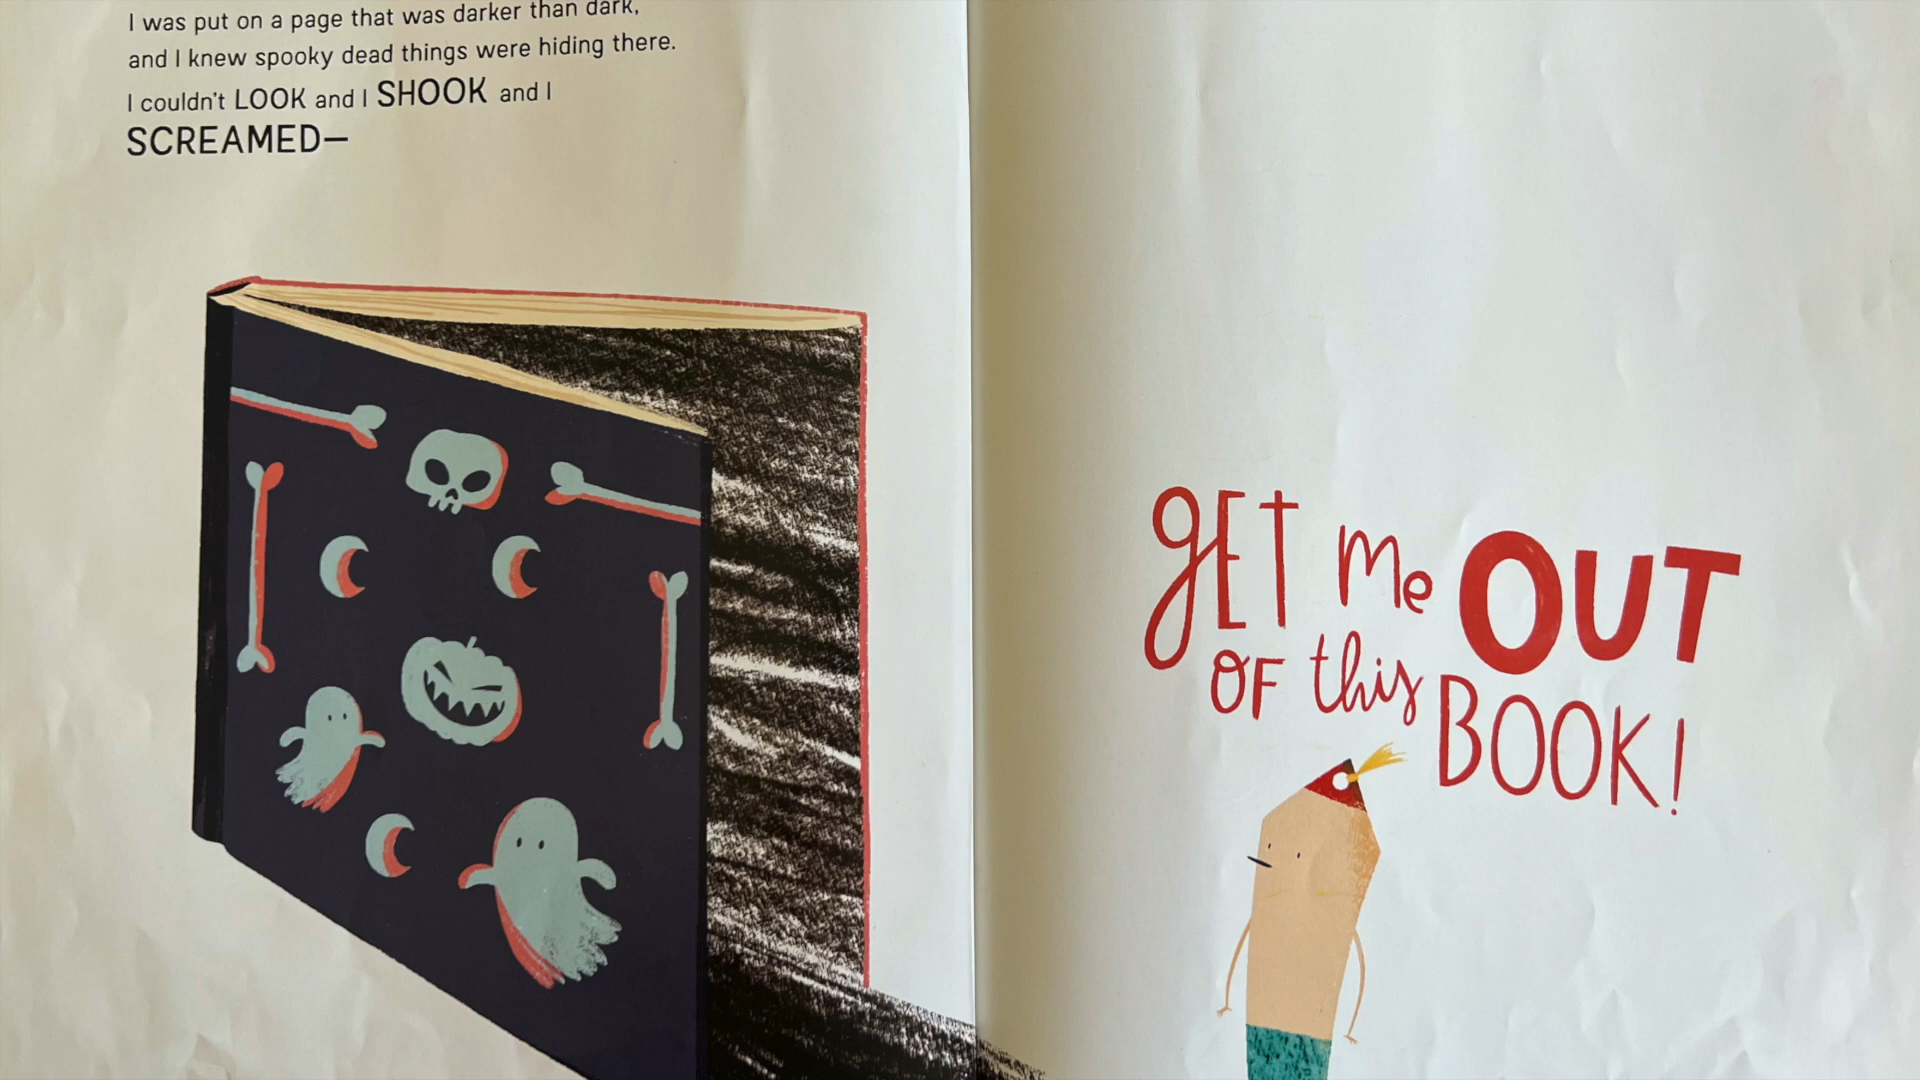 I was put on a page that was darker than dark,
and I knew spooky dead things were hiding there.
I couldn't LOOK and I SHOOK and I
SCREAMED—
GET me OUT
OF this
BOOK!